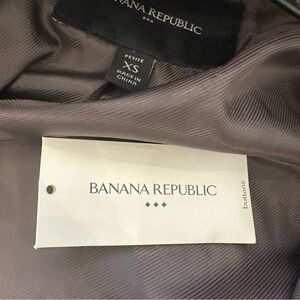 BANANA REPUBLIC
PETITE
XS
MADE IN
CHINA
BANANA REPUBLIC
buttons